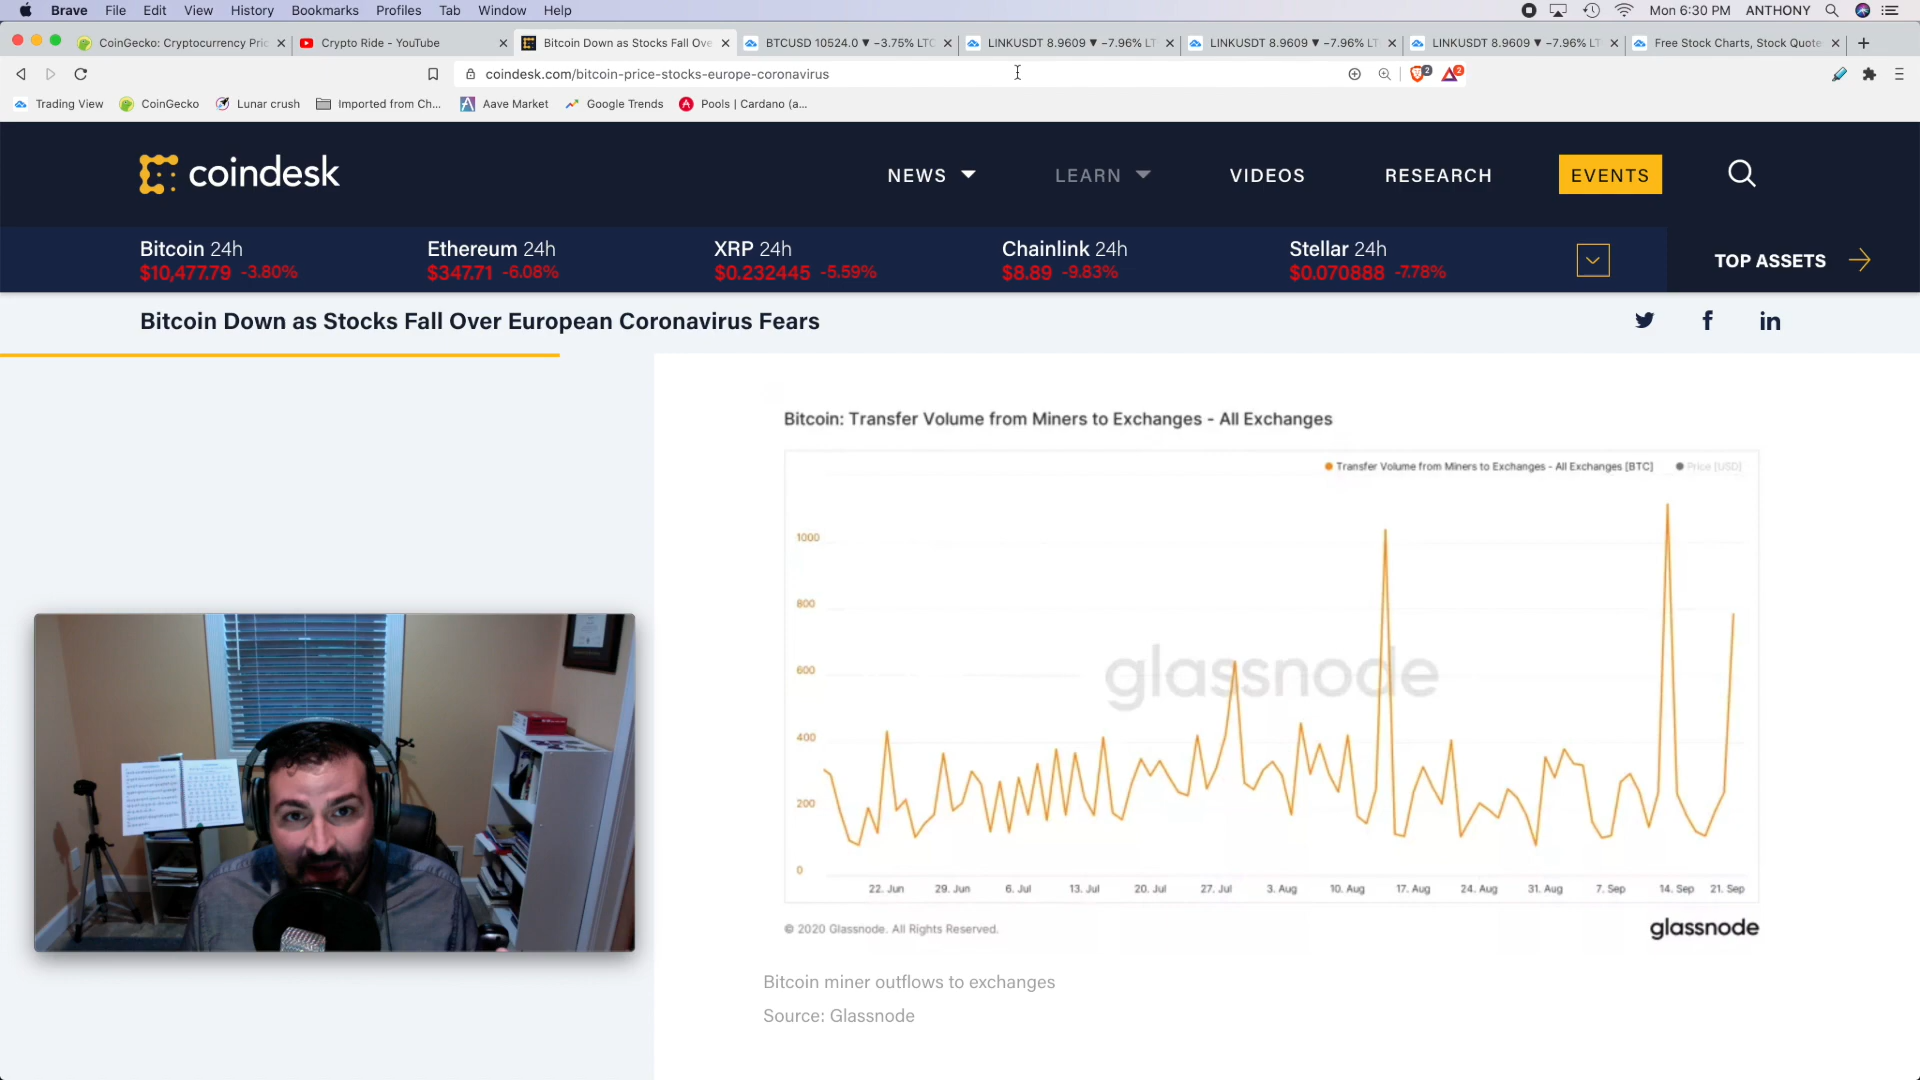 Brave File Edit View History Bookmarks Profiles Tab Window Help Mon 6:30 PM ANTHONY
CoinGecko: Cryptocurrency Pric Crypto Ride - YouTube Bitcoin Down as Stocks Fall Ove BTCUSD 10524.0 ▼ −3.75% LTC LINKUSDT 8.9609 ▼ −7.96% LT LINKUSDT 8.9609 ▼ −7.96% LT LINKUSDT 8.9609 ▼ −7.96% LT Free Stock Charts, Stock Quote
coindesk.com/bitcoin-price-stocks-europe-coronavirus 2 2
Trading View CoinGecko Lunar crush Imported from Ch... Aave Market Google Trends Pools | Cardano (a...
coindesk NEWS LEARN VIDEOS RESEARCH EVENTS
Bitcoin 24h Ethereum 24h XRP 24h Chainlink 24h Stellar 24h
$10,477.79 -3.80% $347.71 -6.08% $0.232445 -5.59% $8.89 -9.83% $0.070888 -7.78%
TOP ASSETS
Bitcoin Down as Stocks Fall Over European Coronavirus Fears
Bitcoin: Transfer Volume from Miners to Exchanges - All Exchanges
Transfer Volume from Miners to Exchanges - All Exchanges [BTC] Price [USD]
1000
800
600
400
200
0
glassnode
22. Jun 29. Jun 6. Jul 13. Jul 20. Jul 27. Jul 3. Aug 10. Aug 17. Aug 24. Aug 31. Aug 7. Sep 14. Sep 21. Sep
© 2020 Glassnode. All Rights Reserved. glassnode
Bitcoin miner outflows to exchanges
Source: Glassnode